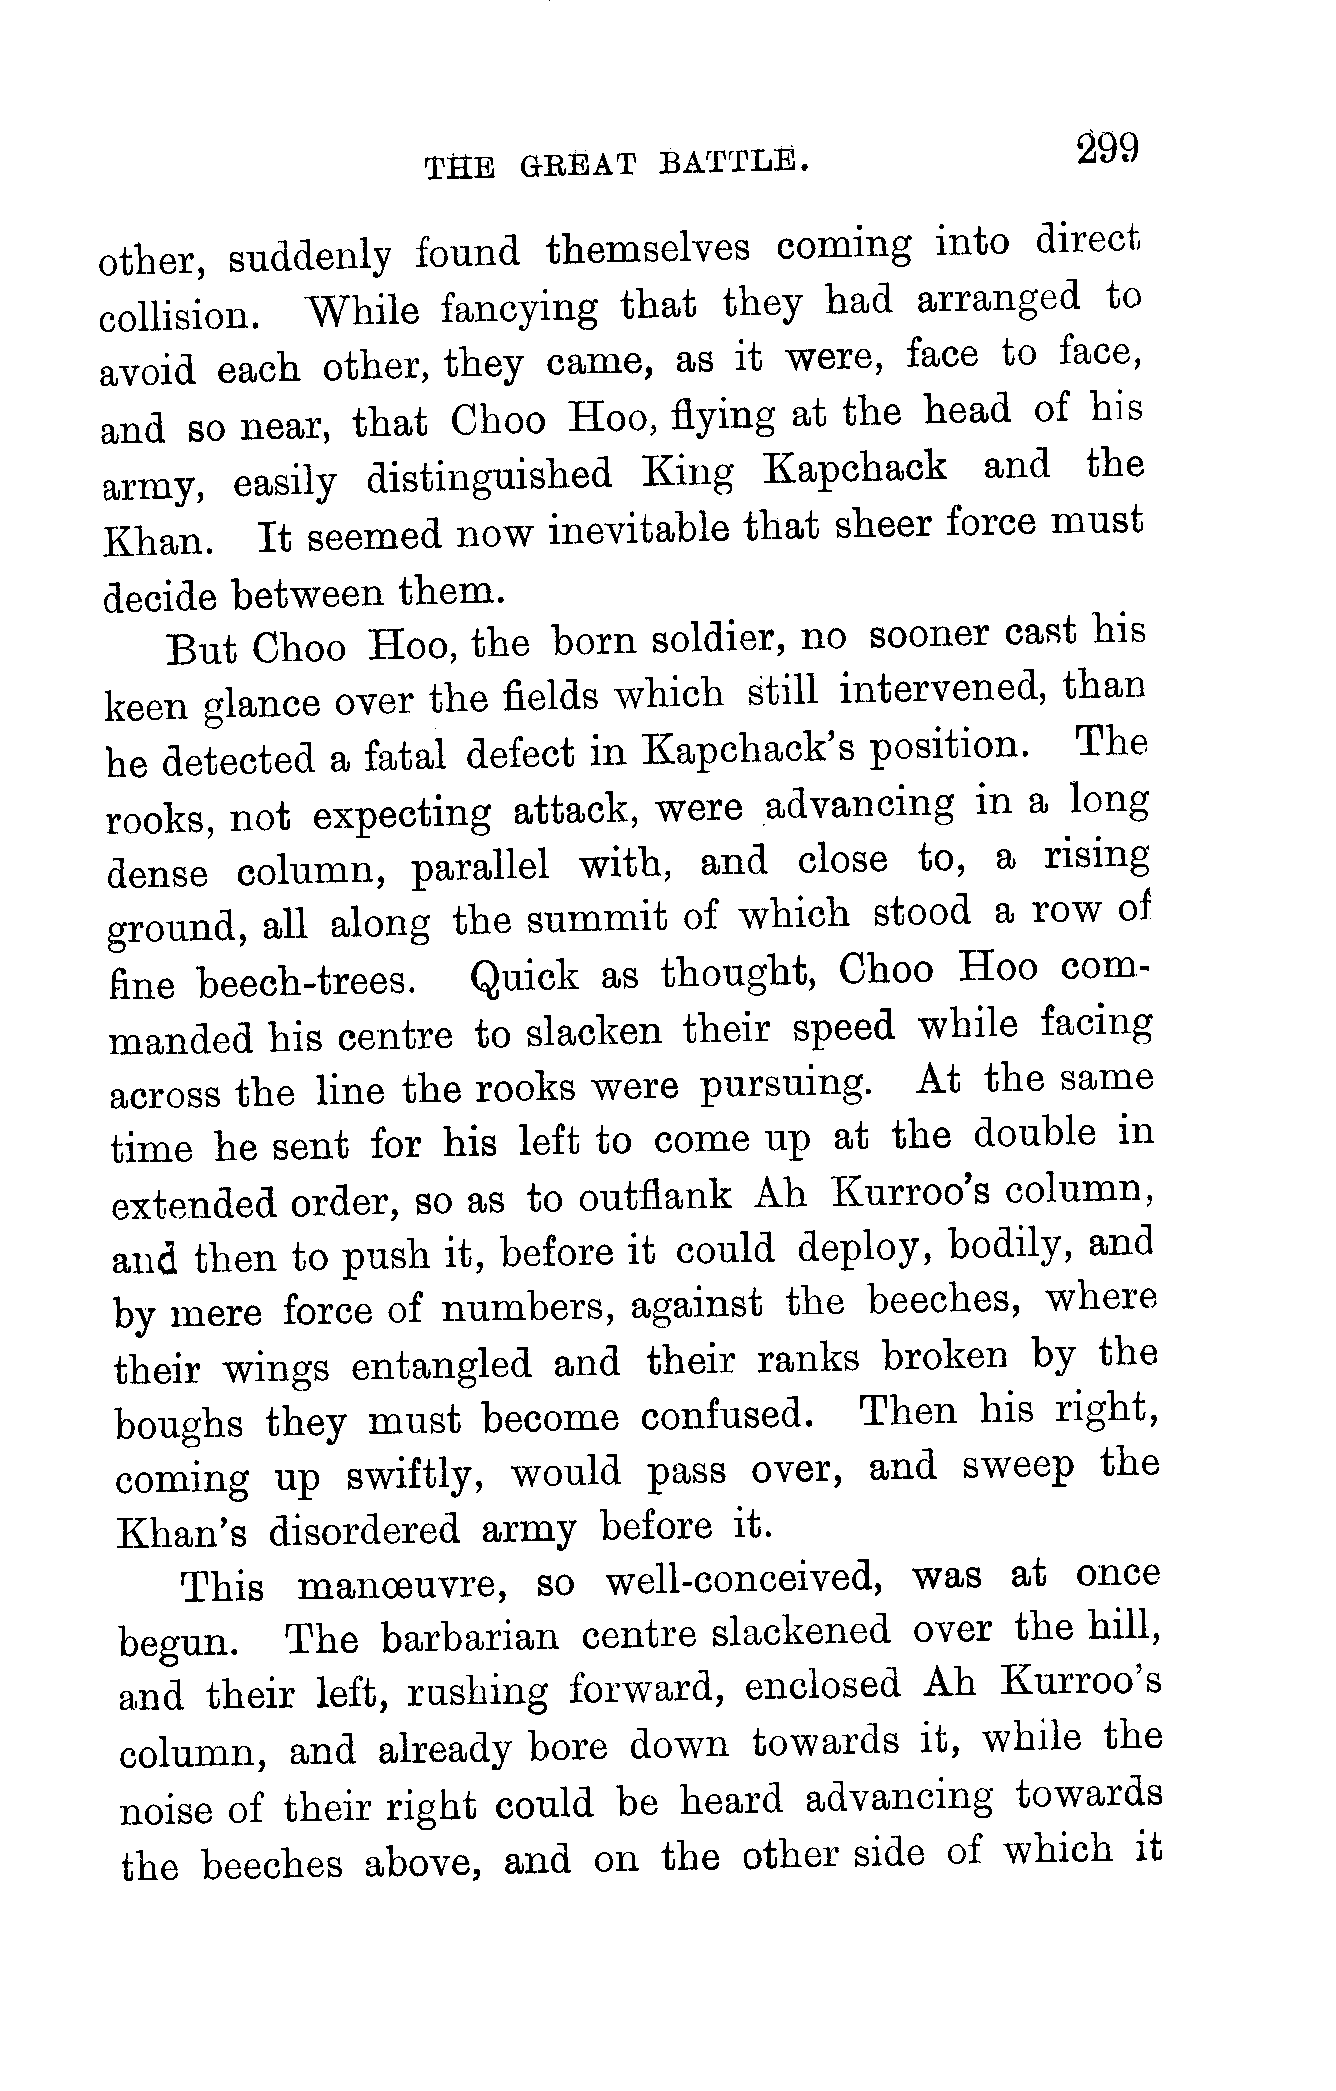 THE GREAT BATTLE. 299
other, suddenly found themselves coming into direct
collision. While fancying that they had arranged to
avoid each other, they came, as it were, face to face,
and so near, that Choo Hoo, flying at the head of his
army, easily distinguished King Kapchack and the
Khan. It seemed now inevitable that sheer force must
decide between them.
But Choo Hoo, the born soldier, no sooner cast his
keen glance over the fields which still intervened, than
he detected a fatal defect in Kapchack's position. The
rooks, not expecting attack, were advancing in a long
dense column, parallel with, and close to, a rising
ground, all along the summit of which stood a row of
fine beech-trees. Quick as thought, Choo Hoo com-
manded his centre to slacken their speed while facing
across the line the rooks were pursuing. At the same
time he sent for his left to come up at the double in
extended order, so as to outflank Ah Kurroo's column,
and then to push it, before it could deploy, bodily, and
by mere force of numbers, against the beeches, where
their wings entangled and their ranks broken by the
boughs they must become confused. Then his right,
coming up swiftly, would pass over, and sweep the
Khan's disordered army before it.
This manœuvre, so well-conceived, was at once
begun. The barbarian centre slackened over the hill,
and their left, rushing forward, enclosed Ah Kurroo's
column, and already bore down towards it, while the
noise of their right could be heard advancing towards
the beeches above, and on the other side of which it